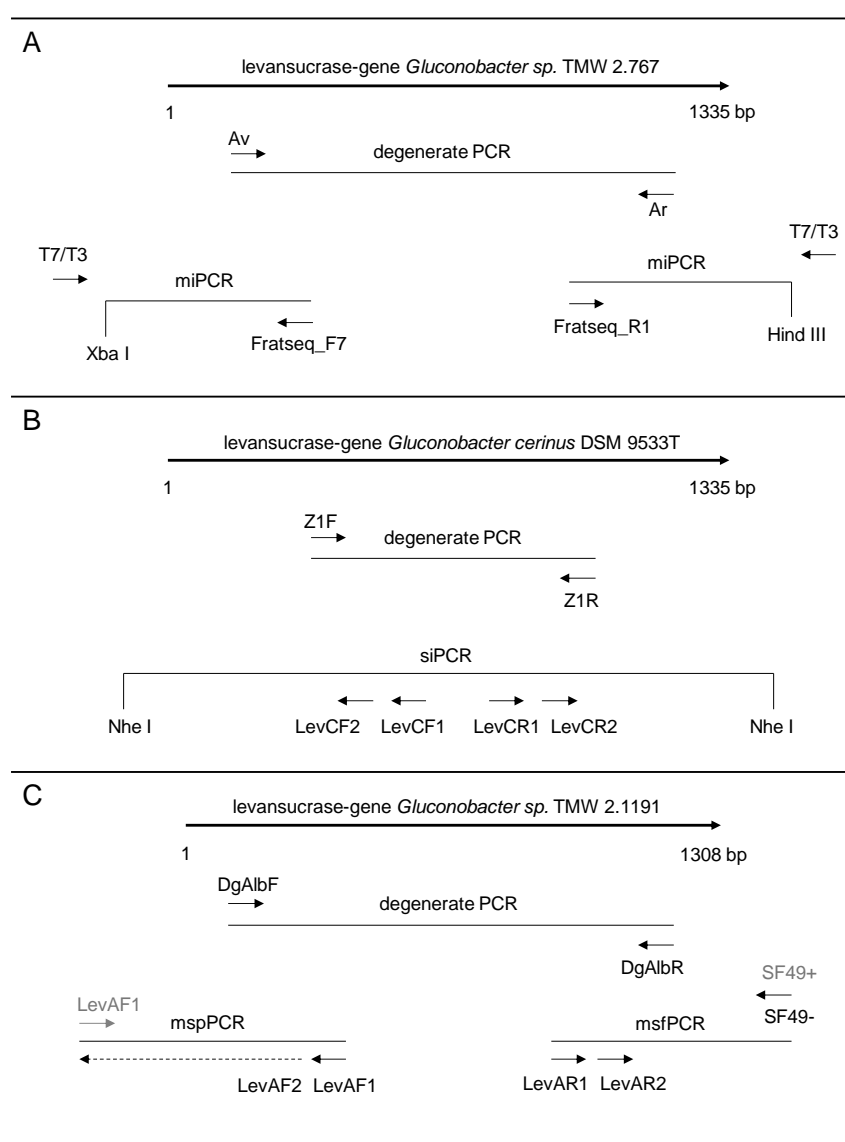 A
levansucrase-gene Gluconobacter sp. TMW 2.767
1 1335 bp
Av
degenerate PCR
Ar
T7/T3 T7/T3
miPCR miPCR
Fratseq_F7 Fratseq_R1
Xba I Hind III
B
levansucrase-gene Gluconobacter cerinus DSM 9533T
1 1335 bp
Z1F
degenerate PCR
Z1R
siPCR
Nhe I LevCF2 LevCF1 LevCR1 LevCR2 Nhe I
C
levansucrase-gene Gluconobacter sp. TMW 2.1191
1 1308 bp
DgAlbF
degenerate PCR
DgAlbR
SF49+
LevAF1
mspPCR msfPCR SF49-
LevAF2 LevAF1 LevAR1 LevAR2